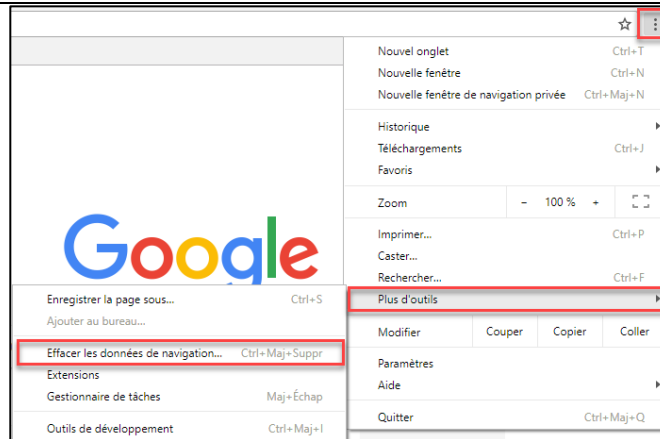 Nouvel onglet Ctrl+T
Nouvelle fenêtre Ctrl+N
Nouvelle fenêtre de navigation privée Ctrl+Maj+N
Historique
Téléchargements Ctrl+J
Favoris
Zoom - 100 % +
Imprimer... Ctrl+P
Caster...
Rechercher... Ctrl+F
Plus d'outils
Modifier Couper Copier Coller
Paramètres
Aide
Quitter Ctrl+Maj+Q
Google
Enregistrer la page sous... Ctrl+S
Ajouter au bureau...
Effacer les données de navigation... Ctrl+Maj+Suppr
Extensions
Gestionnaire de tâches Maj+Échap
Outils de développement Ctrl+Maj+I